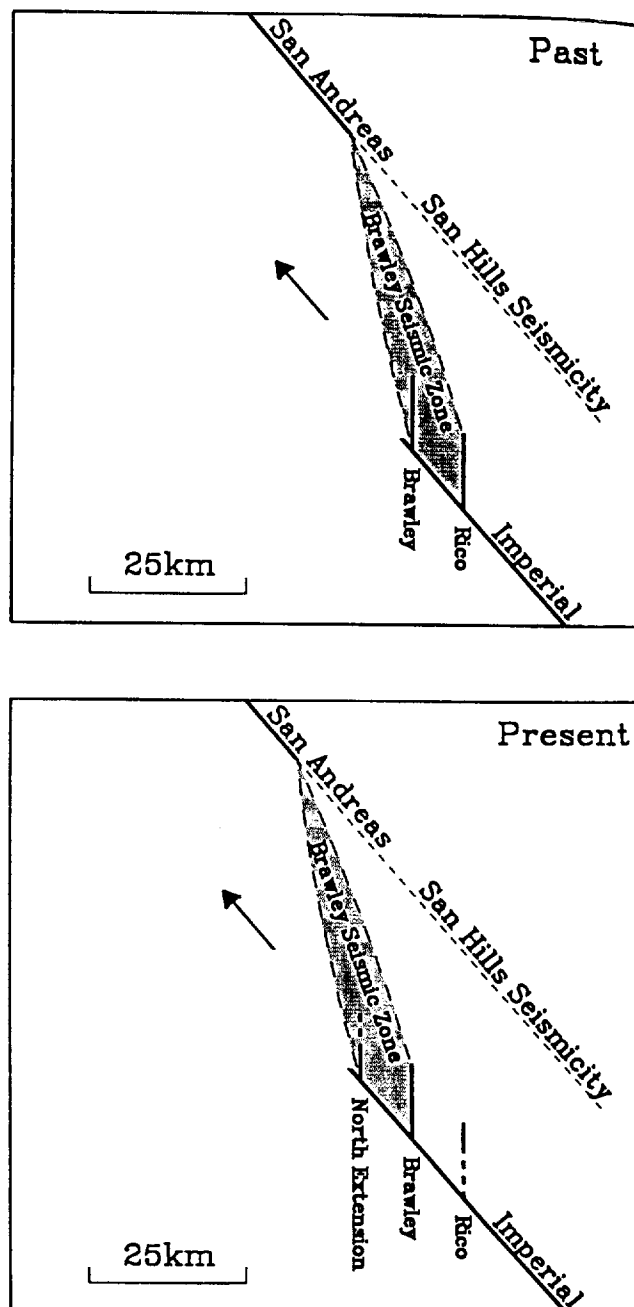 Past
San Andreas
San Hills Seismicity
Brawley Seismic Zone
Brawley
Rico
Imperial
25km
Present
San Andreas
San Hills Seismicity
Brawley Seismic Zone
North Extension
Brawley
Rico
Imperial
25km